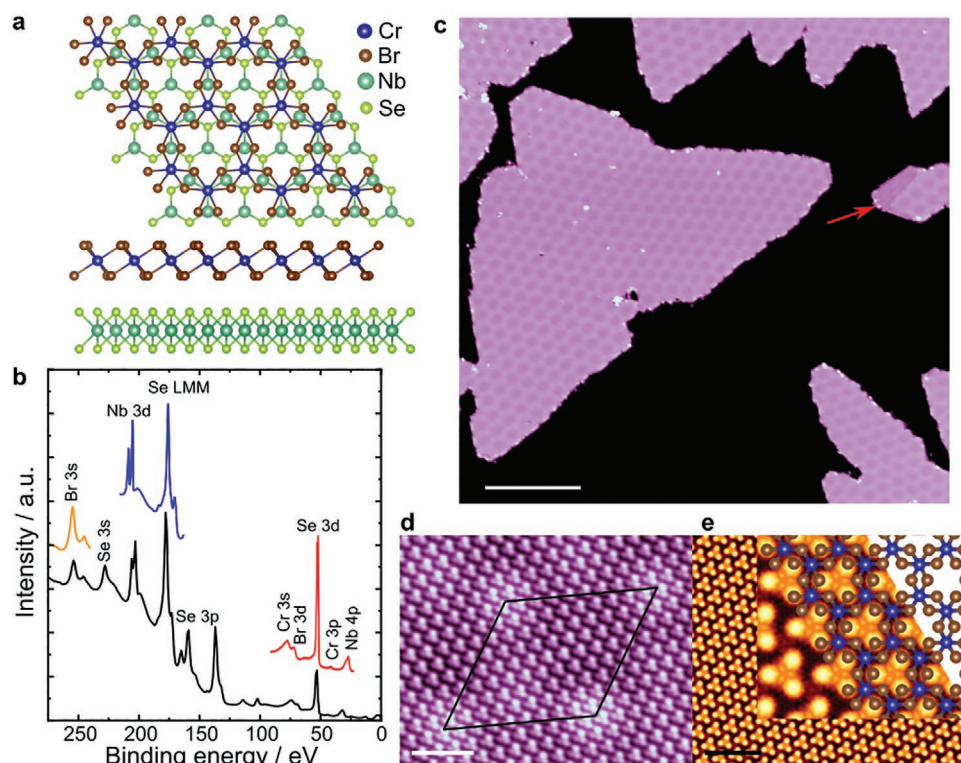 a
Cr
Br
Nb
Se
b
Se LMM
Nb 3d
Br 3s
Se 3s
Se 3p
Se 3d
Cr 3s
Br 3d
Cr 3p
Nb 4p
Intensity / a.u.
250 200 150 100 50 0
Binding energy / eV
c
d
e